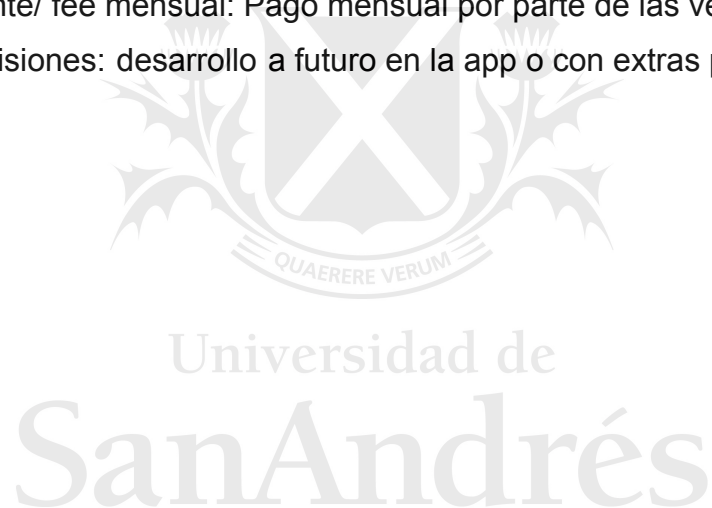 nte/ fee mensual: Pago mensual por parte de las ve
isiones: desarrollo a futuro en la app o con extras p
QUAERERE VERUM
Universidad de
SanAndrés